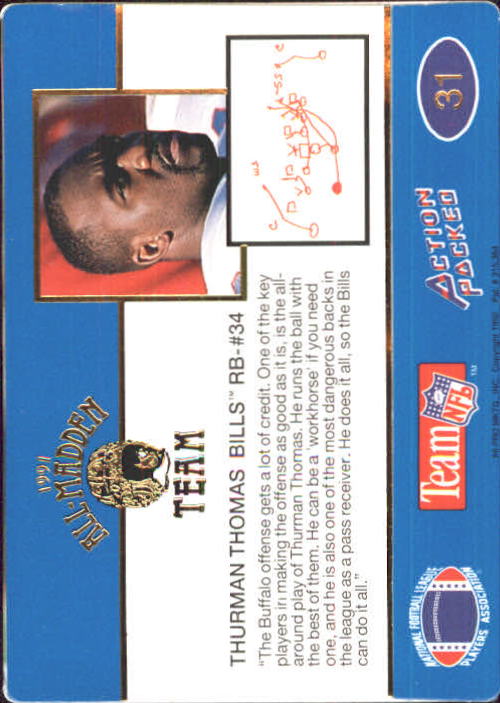 1991
ALL-MADDEN
TEAM
THURMAN THOMAS BILLS™ RB-#34
"The Buffalo offense gets a lot of credit. One of the key
players in making the offense as good as it is, is the all-
around play of Thurman Thomas. He runs the ball with
the best of them. He can be a 'workhorse' if you need
one, and he is also one of the most dangerous backs in
the league as a pass receiver. He does it all, so the Bills
can do it all."
C
W.S
S-S
C
31
ACTION
PACKED
Team NFL™
NATIONAL FOOTBALL LEAGUE
PLAYERS ASSOCIATION